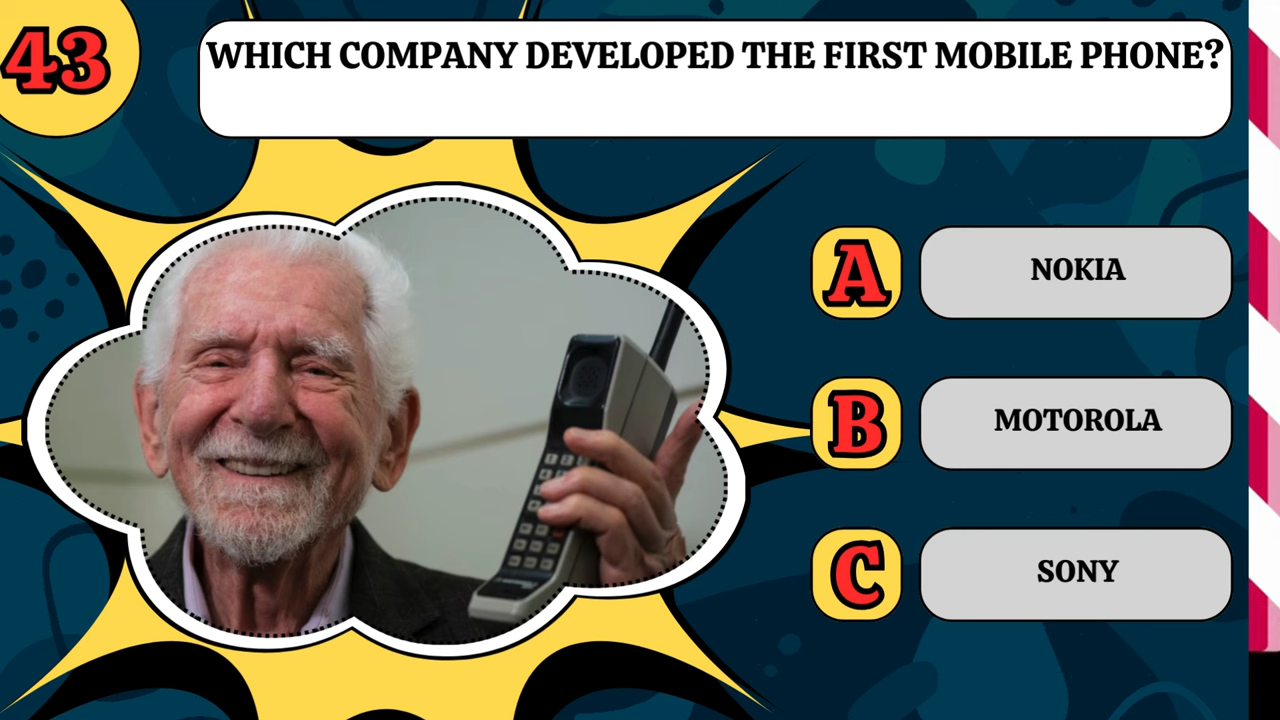 43
WHICH COMPANY DEVELOPED THE FIRST MOBILE PHONE?
A
NOKIA
B
MOTOROLA
C
SONY